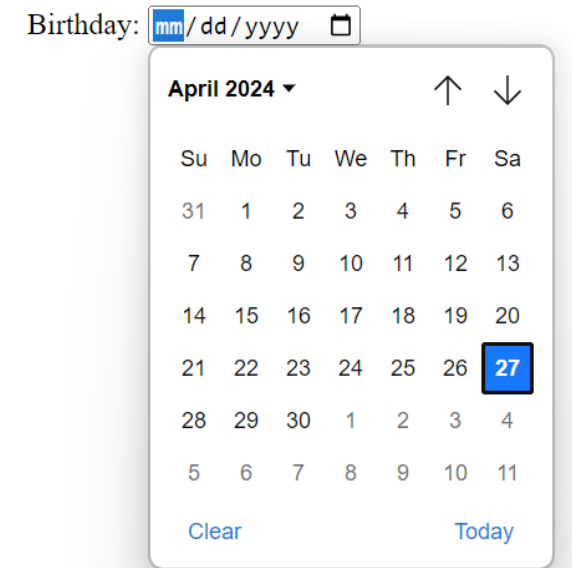 Birthday: mm/dd/yyyy
April 2024
Su Mo Tu We Th Fr Sa
31 1 2 3 4 5 6
7 8 9 10 11 12 13
14 15 16 17 18 19 20
21 22 23 24 25 26 27
28 29 30 1 2 3 4
5 6 7 8 9 10 11
Clear Today